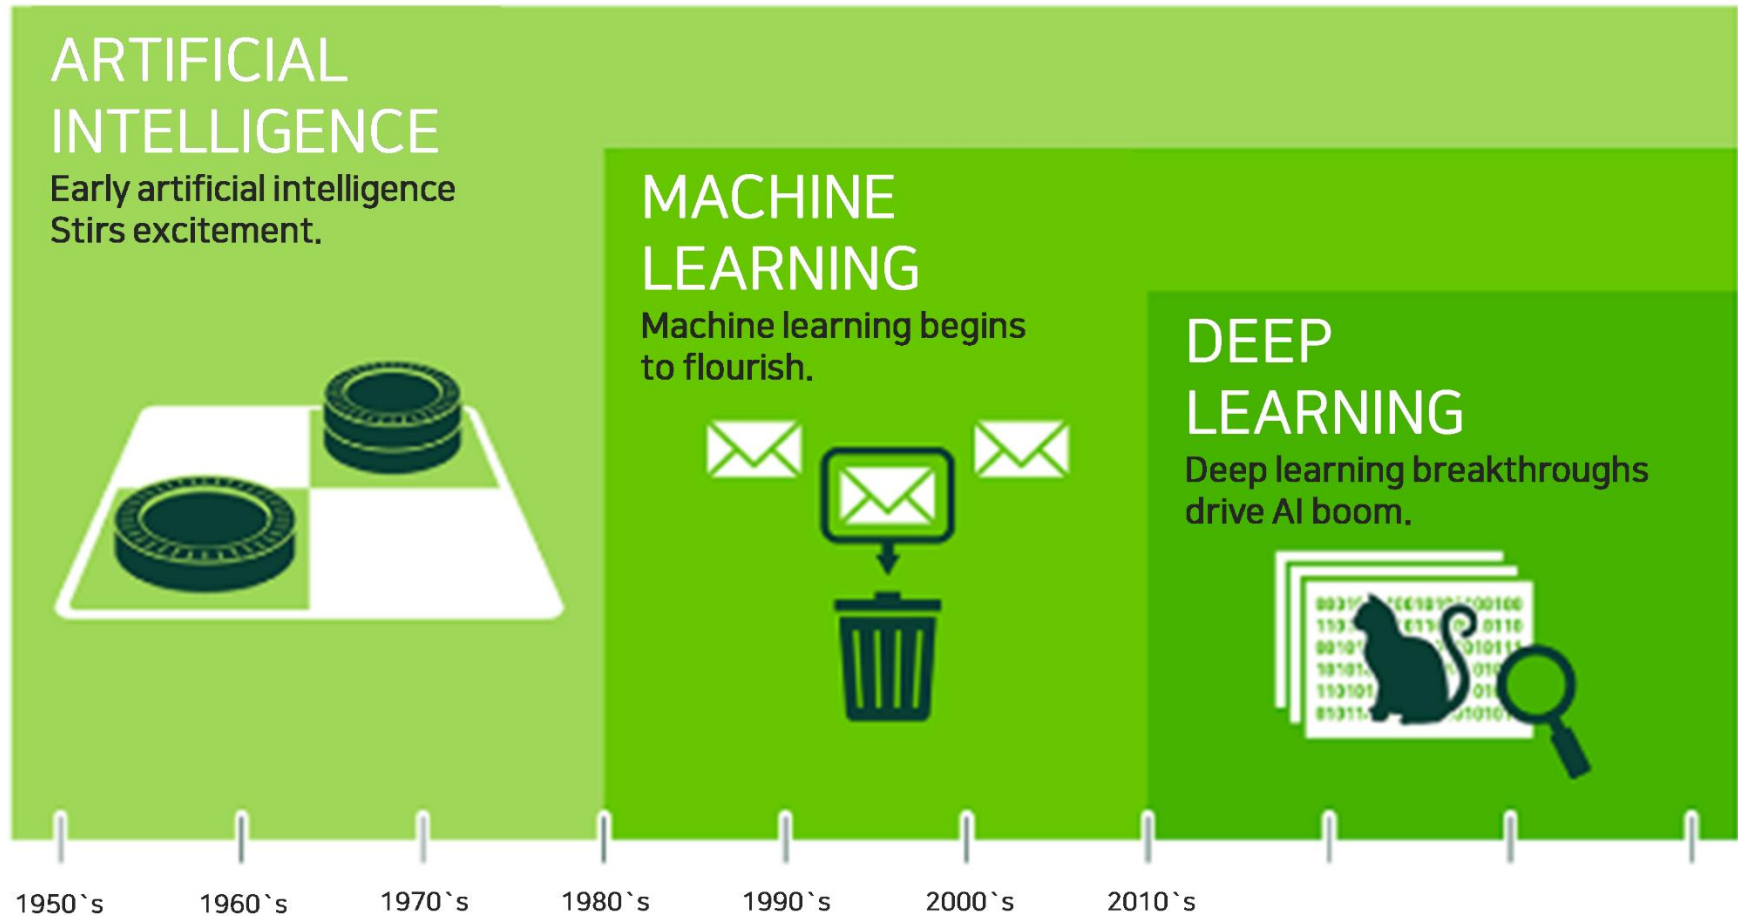 ARTIFICIAL
INTELLIGENCE
Early artificial intelligence
Stirs excitement.
MACHINE
LEARNING
Machine learning begins
to flourish.
DEEP
LEARNING
Deep learning breakthroughs
drive AI boom.
1950`s 1960`s 1970`s 1980`s 1990`s 2000`s 2010`s